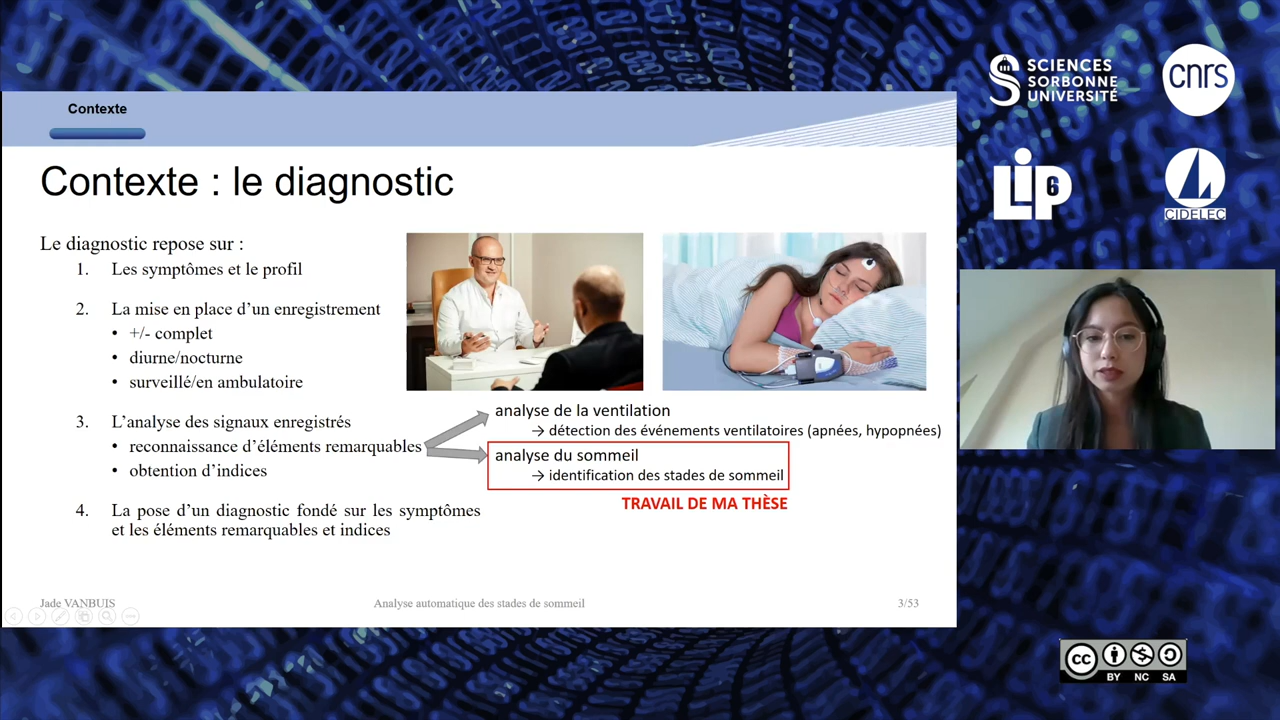 Contexte
Contexte : le diagnostic
Le diagnostic repose sur :
1. Les symptômes et le profil
2. La mise en place d’un enregistrement
• +/- complet
• diurne/nocturne
• surveillé/en ambulatoire
3. L’analyse des signaux enregistrés
• reconnaissance d’éléments remarquables
• obtention d’indices
4. La pose d’un diagnostic fondé sur les symptômes
et les éléments remarquables et indices
analyse de la ventilation
→ détection des événements ventilatoires (apnées, hypopnées)
analyse du sommeil
→ identification des stades de sommeil
TRAVAIL DE MA THÈSE
Jade VANBUIS
Analyse automatique des stades de sommeil
3/53
SCIENCES
SORBONNE
UNIVERSITÉ
cnrs
LIP6
CIDELEC
cc
BY NC SA